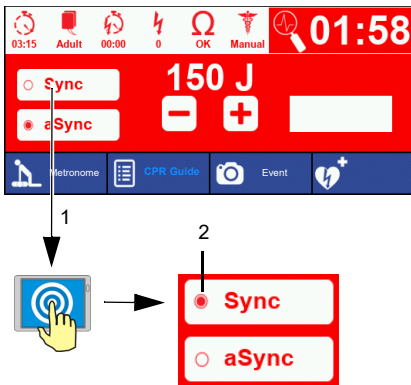 01:58
03:15 Adult 00:00 0 OK Manual
150 J
Sync
aSync
Metronome CPR Guide Event
1
2
Sync
aSync